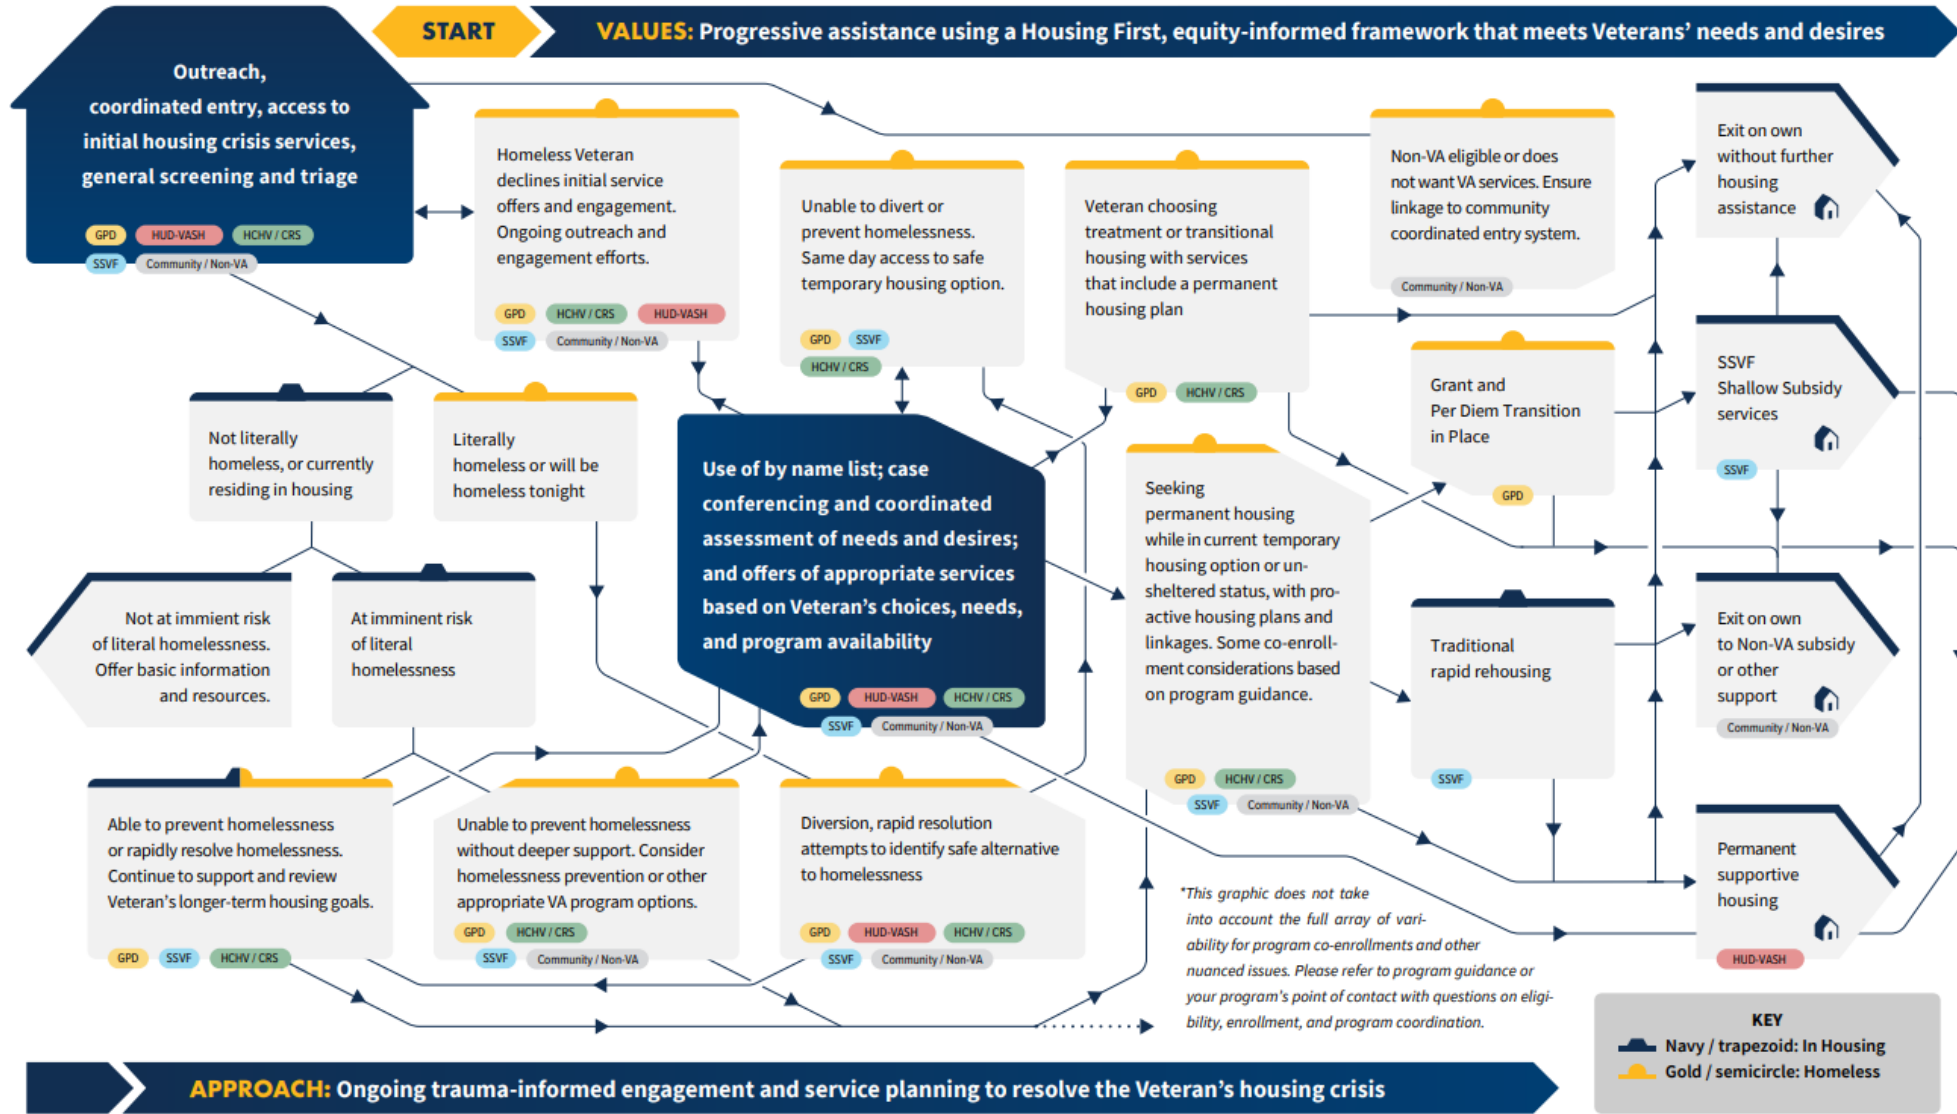 START
VALUES: Progressive assistance using a Housing First, equity-informed framework that meets Veterans' needs and desires
Outreach,
coordinated entry, access to
initial housing crisis services,
general screening and triage
GPD
HUD-VASH
HCHV / CRS
SSVF
Community / Non-VA
Homeless Veteran
declines initial service
offers and engagement.
Ongoing outreach and
engagement efforts.
GPD
HCHV / CRS
HUD-VASH
SSVF
Community / Non-VA
Unable to divert or
prevent homelessness.
Same day access to safe
temporary housing option.
GPD
SSVF
HCHV / CRS
Veteran choosing
treatment or transitional
housing with services
that include a permanent
housing plan
GPD
HCHV / CRS
Non-VA eligible or does
not want VA services. Ensure
linkage to community
coordinated entry system.
Community / Non-VA
Exit on own
without further
housing
assistance
Not literally
homeless, or currently
residing in housing
Literally
homeless or will be
homeless tonight
Use of by name list; case
conferencing and coordinated
assessment of needs and desires;
and offers of appropriate services
based on Veteran's choices, needs,
and program availability
GPD
HUD-VASH
HCHV / CRS
SSVF
Community / Non-VA
Seeking
permanent housing
while in current temporary
housing option or un-
sheltered status, with pro-
active housing plans and
linkages. Some co-enroll-
ment considerations based
on program guidance.
GPD
HCHV / CRS
SSVF
Community / Non-VA
Grant and
Per Diem Transition
in Place
GPD
SSVF
Shallow Subsidy
services
SSVF
Not at immient risk
of literal homelessness.
Offer basic information
and resources.
At imminent risk
of literal
homelessness
Traditional
rapid rehousing
SSVF
Exit on own
to Non-VA subsidy
or other
support
Community / Non-VA
Able to prevent homelessness
or rapidly resolve homelessness.
Continue to support and review
Veteran's longer-term housing goals.
GPD
SSVF
HCHV / CRS
Unable to prevent homelessness
without deeper support. Consider
homelessness prevention or other
appropriate VA program options.
GPD
HCHV / CRS
SSVF
Community / Non-VA
Diversion, rapid resolution
attempts to identify safe alternative
to homelessness
GPD
HUD-VASH
HCHV / CRS
SSVF
Community / Non-VA
Permanent
supportive
housing
HUD-VASH
*This graphic does not take
into account the full array of vari-
ability for program co-enrollments and other
nuanced issues. Please refer to program guidance or
your program's point of contact with questions on eligi-
bility, enrollment, and program coordination.
KEY
Navy / trapezoid: In Housing
Gold / semicircle: Homeless
APPROACH: Ongoing trauma-informed engagement and service planning to resolve the Veteran's housing crisis